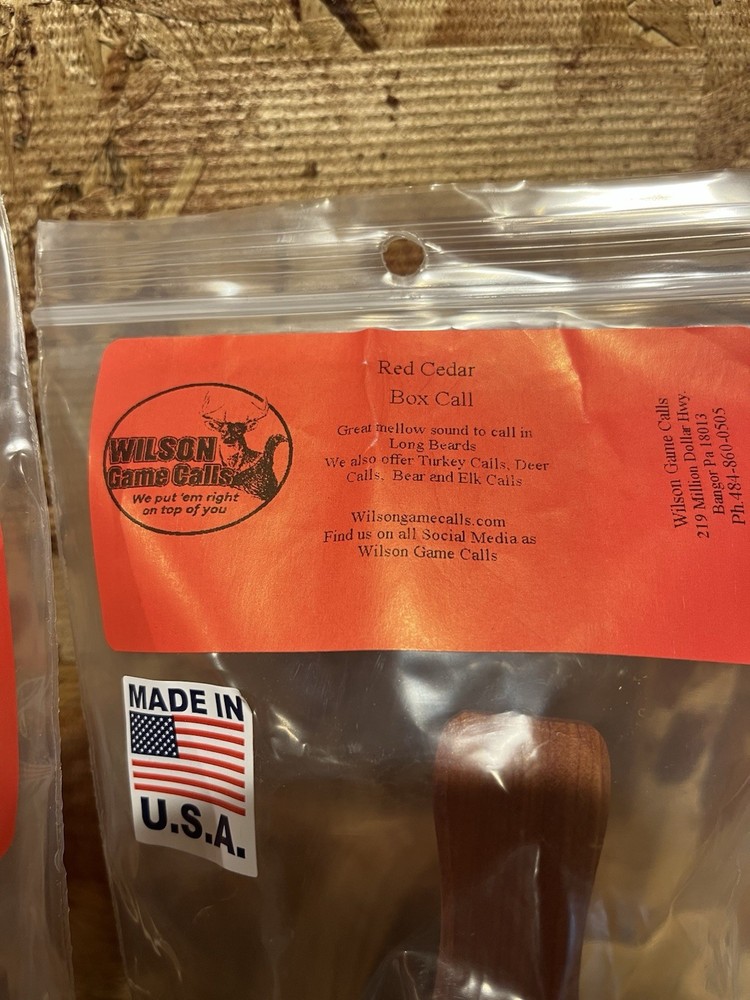 Red Cedar
Box Call
WILSON
Game Calls
We put 'em right
on top of you
Great mellow sound to call in
Long Beards
We also offer Turkey Calls, Deer
Calls, Bear and Elk Calls
Wilsongamecalls.com
Find us on all Social Media as
Wilson Game Calls
Wilson Game Calls
219 Million Dollar Hwy.
Bangor Pa 18013
Ph.484-860-0505
MADE IN
U.S.A.